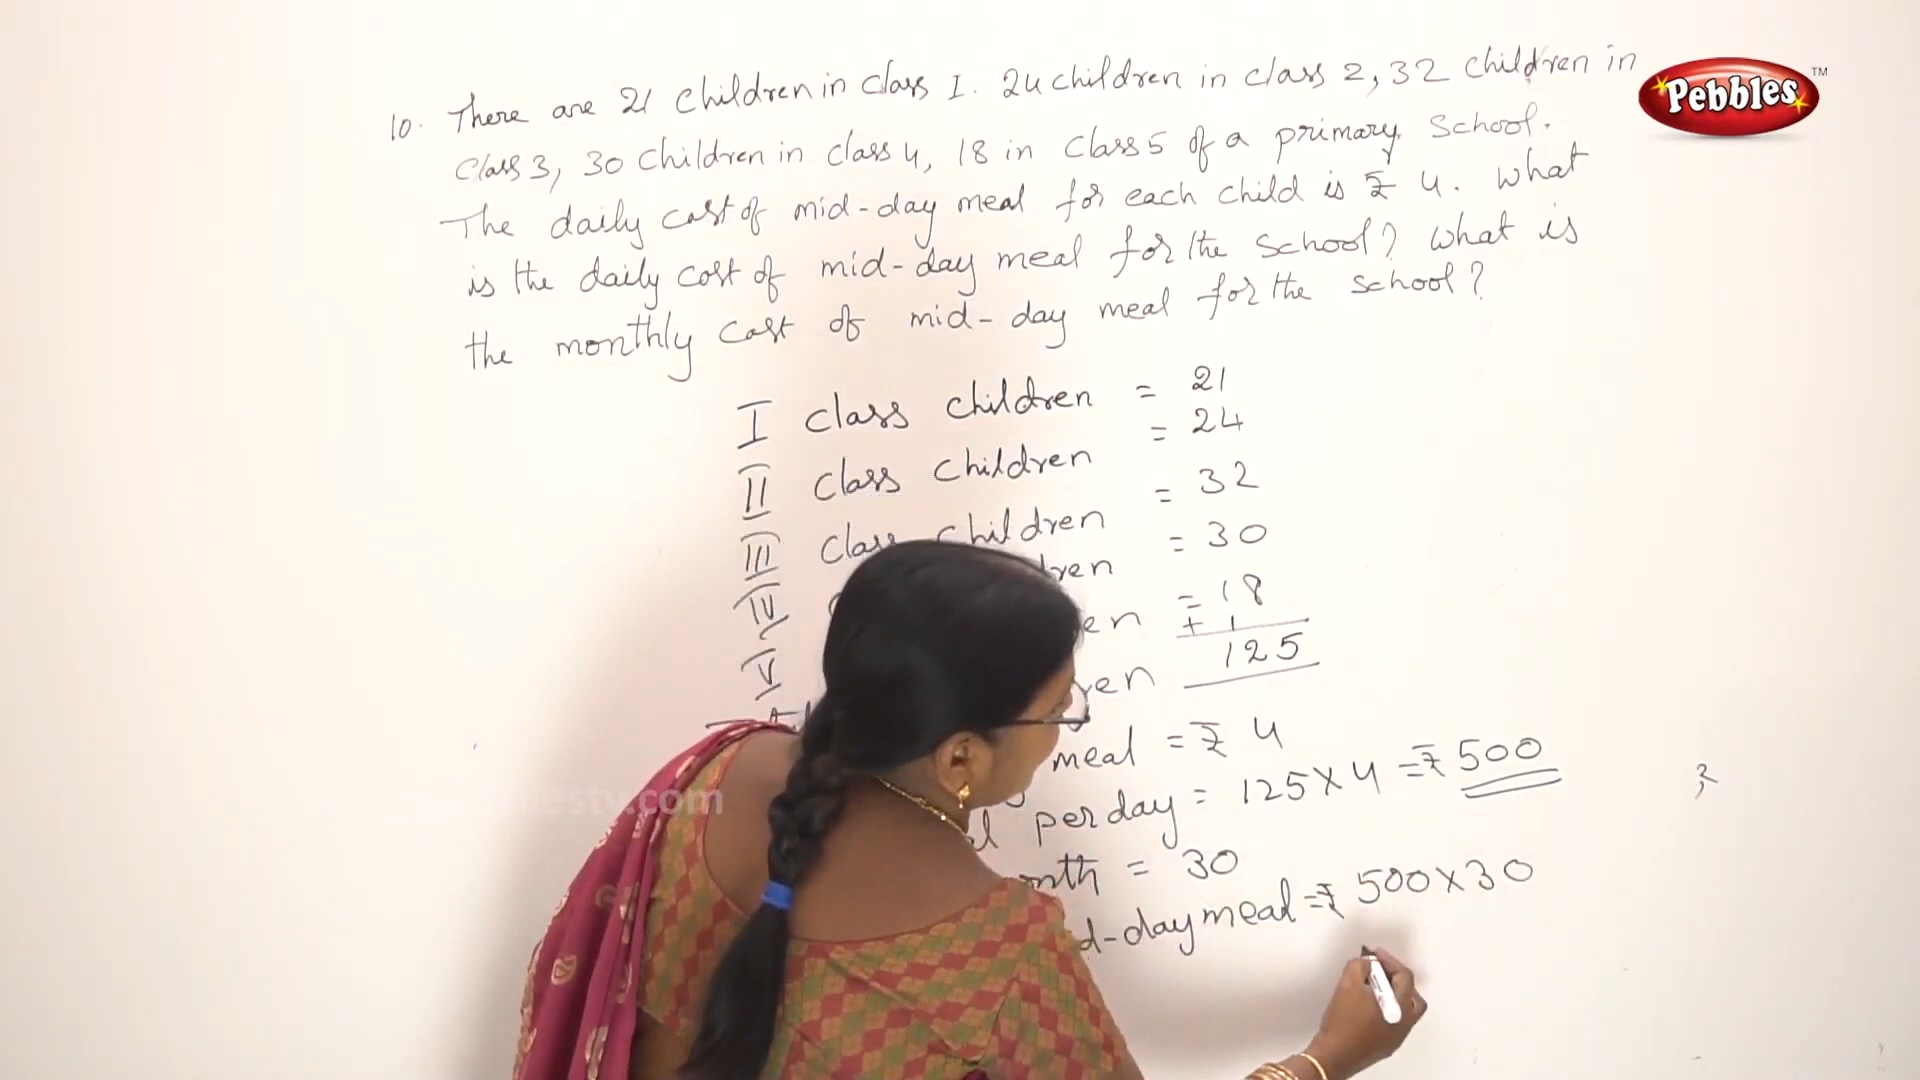 Pebbles TM
10. There are 21 children in class I. 24 children in class 2, 32 children in
Class 3, 30 children in class 4, 18 in class 5 of a primary school.
The daily cost of mid-day meal for each child is ₹ 4. What
is the daily cost of mid-day meal for the school? What is
the monthly cost of mid-day meal for the school?
I class children = 21
II class children = 24
III class children = 32
IV = 30
V = 18
+ 1
125
meal = ₹ 4
per day = 125 X 4 = ₹ 500
= 30
meal = ₹ 500 X 30